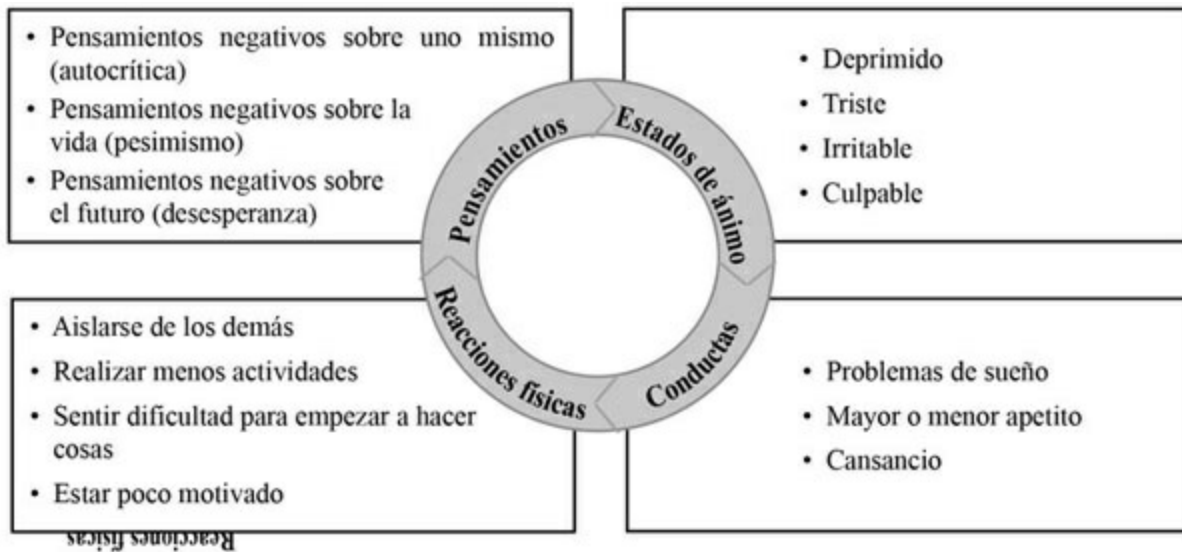 • Pensamientos negativos sobre uno mismo
(autocrítica)
• Pensamientos negativos sobre la
vida (pesimismo)
• Pensamientos negativos sobre
el futuro (desesperanza)
• Deprimido
• Triste
• Irritable
• Culpable
Pensamientos
Estados de ánimo
Reacciones físicas
Conductas
• Aislarse de los demás
• Realizar menos actividades
• Sentir dificultad para empezar a hacer
cosas
• Estar poco motivado
• Problemas de sueño
• Mayor o menor apetito
• Cansancio
Reacciones físicas